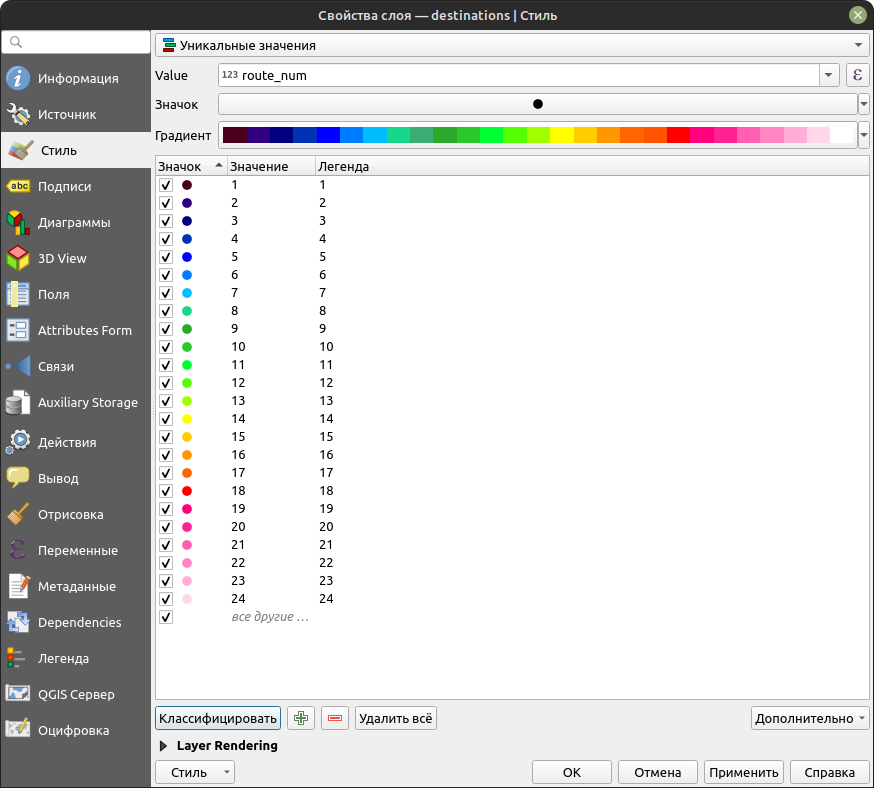 Свойства слоя — destinations | Стиль
Информация
Источник
Стиль
abc Подписи
Диаграммы
3D View
Поля
Attributes Form
Связи
Auxiliary Storage
Действия
Вывод
Отрисовка
ε Переменные
Метаданные
Dependencies
Легенда
QGIS Сервер
Оцифровка
Уникальные значения
Value 123 route_num ε
Значок
Градиент
Значок Значение Легенда
1 1
2 2
3 3
4 4
5 5
6 6
7 7
8 8
9 9
10 10
11 11
12 12
13 13
14 14
15 15
16 16
17 17
18 18
19 19
20 20
21 21
22 22
23 23
24 24
все другие …
Классифицировать Удалить всё Дополнительно
Layer Rendering
Стиль OK Отмена Применить Справка